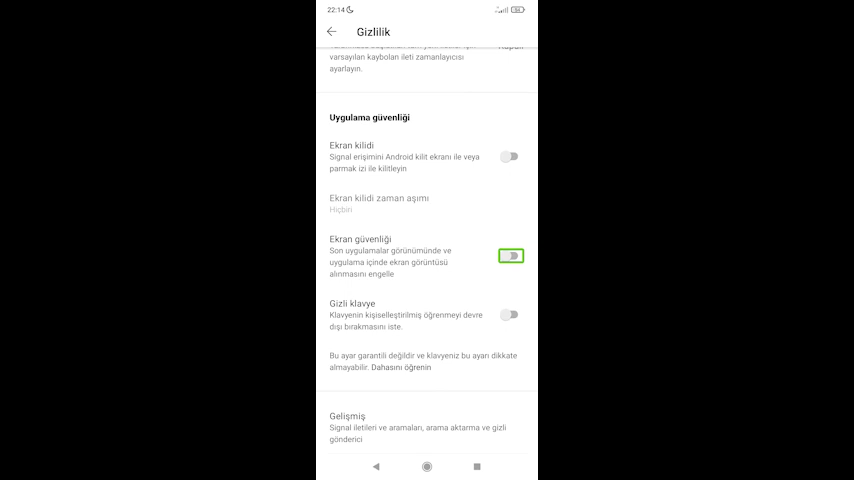 22:14
Gizlilik
varsayılan kaybolan ileti zamanlayıcısı
ayarlayın.
Uygulama güvenliği
Ekran kilidi
Signal erişimini Android kilit ekranı ile veya
parmak izi ile kilitleyin
Ekran kilidi zaman aşımı
Hiçbiri
Ekran güvenliği
Son uygulamalar görünümünde ve
uygulama içinde ekran görüntüsü
alınmasını engelle
Gizli klavye
Klavyenin kişiselleştirilmiş öğrenmeyi devre
dışı bırakmasını iste.
Bu ayar garantili değildir ve klavyeniz bu ayarı dikkate
almayabilir. Dahasını öğrenin
Gelişmiş
Signal iletileri ve aramaları, arama aktarma ve gizli
gönderici